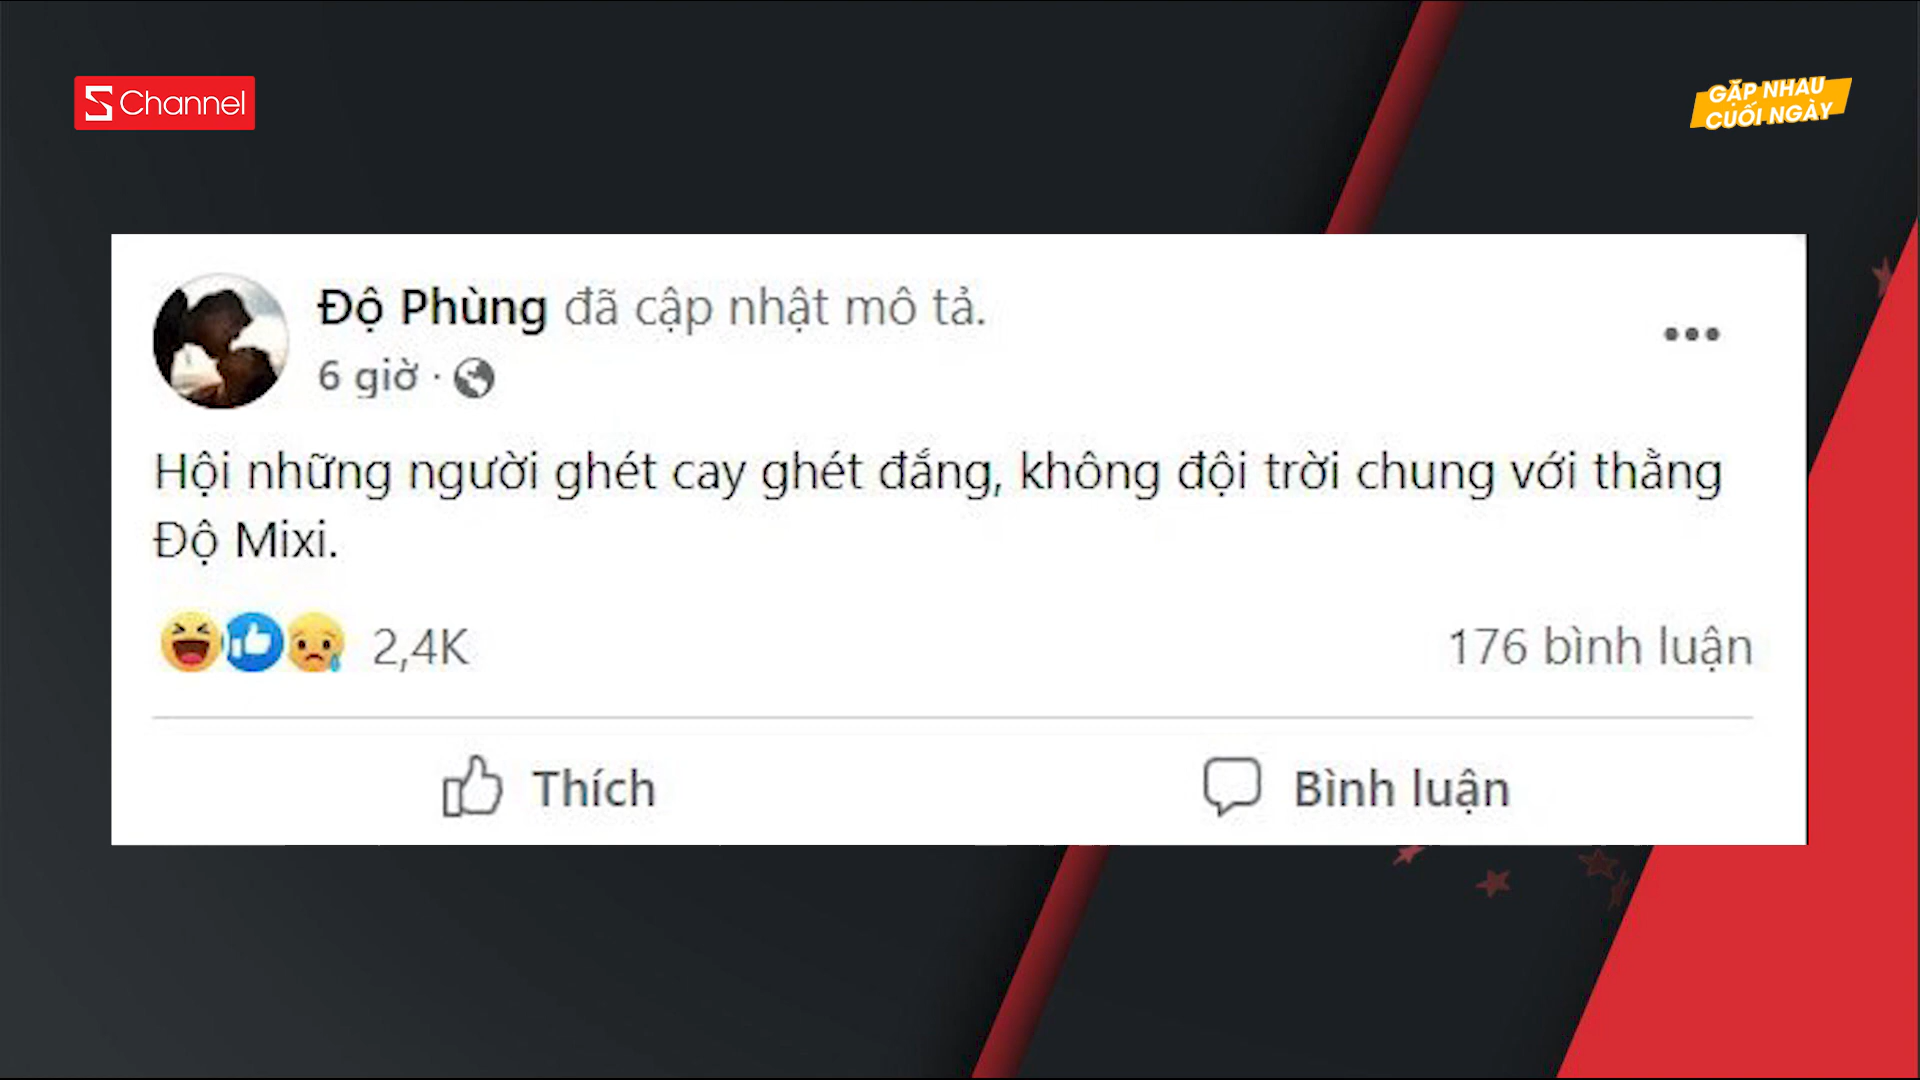 S Channel
GẶP NHAU
CUỐI NGÀY
Độ Phùng đã cập nhật mô tả.
6 giờ ·
Hội những người ghét cay ghét đắng, không đội trời chung với thằng
Độ Mixi.
2,4K
176 bình luận
Thích
Bình luận